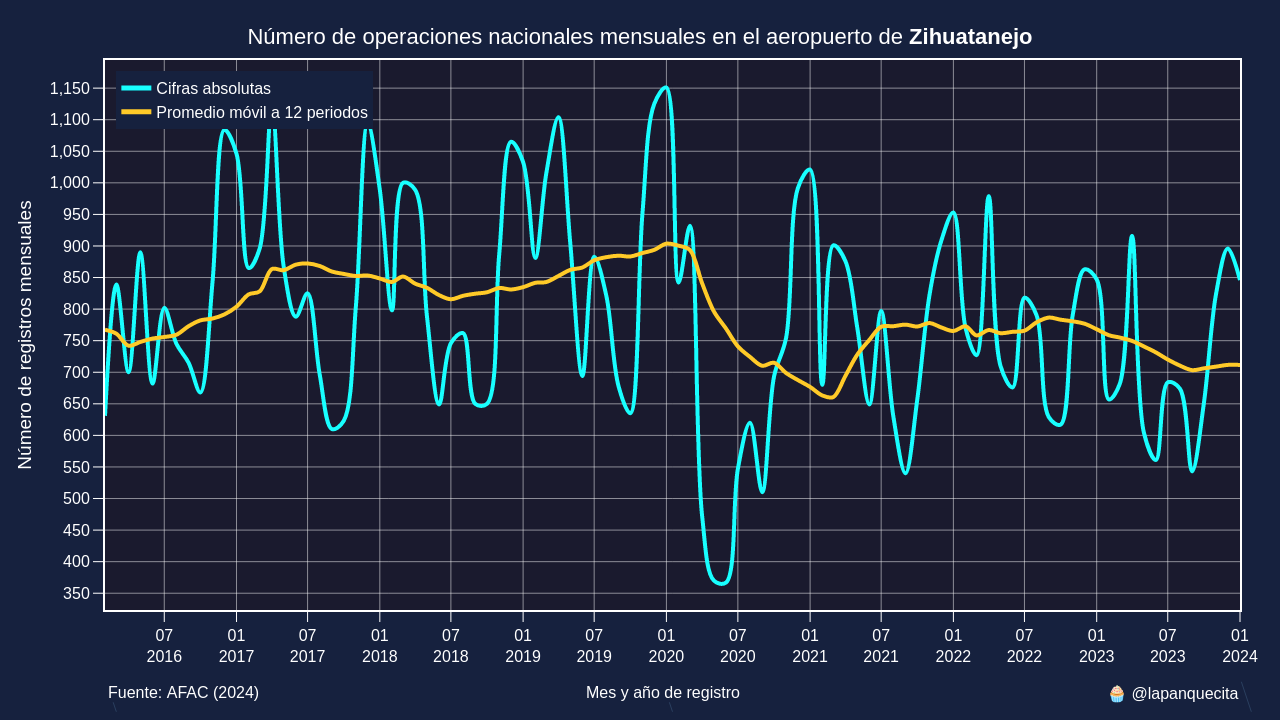 Número de operaciones nacionales mensuales en el aeropuerto de Zihuatanejo
Cifras absolutas
Promedio móvil a 12 periodos
Número de registros mensuales
1,150
1,100
1,050
1,000
950
900
850
800
750
700
650
600
550
500
450
400
350
07 01 07 01 07 01 07 01 07 01 07 01 07 01 07 01
2016 2017 2017 2018 2018 2019 2019 2020 2020 2021 2021 2022 2022 2023 2023 2024
Fuente: AFAC (2024) Mes y año de registro 🧁 @lapanquecita